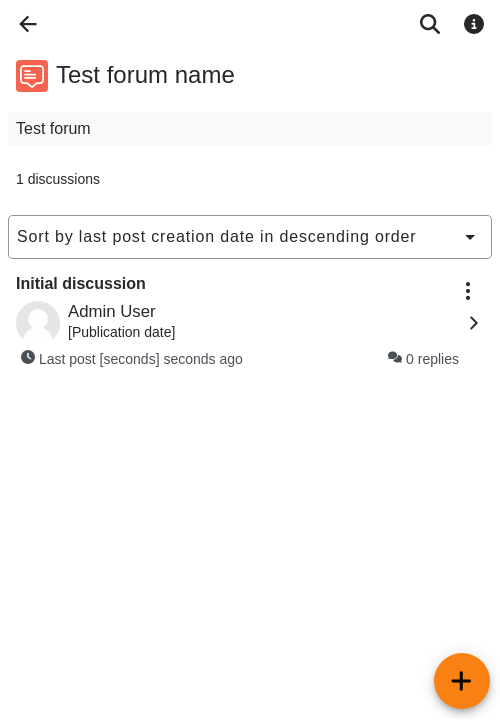 Test forum name
Test forum
1 discussions
Sort by last post creation date in descending order
Initial discussion
Admin User
[Publication date]
Last post [seconds] seconds ago
0 replies